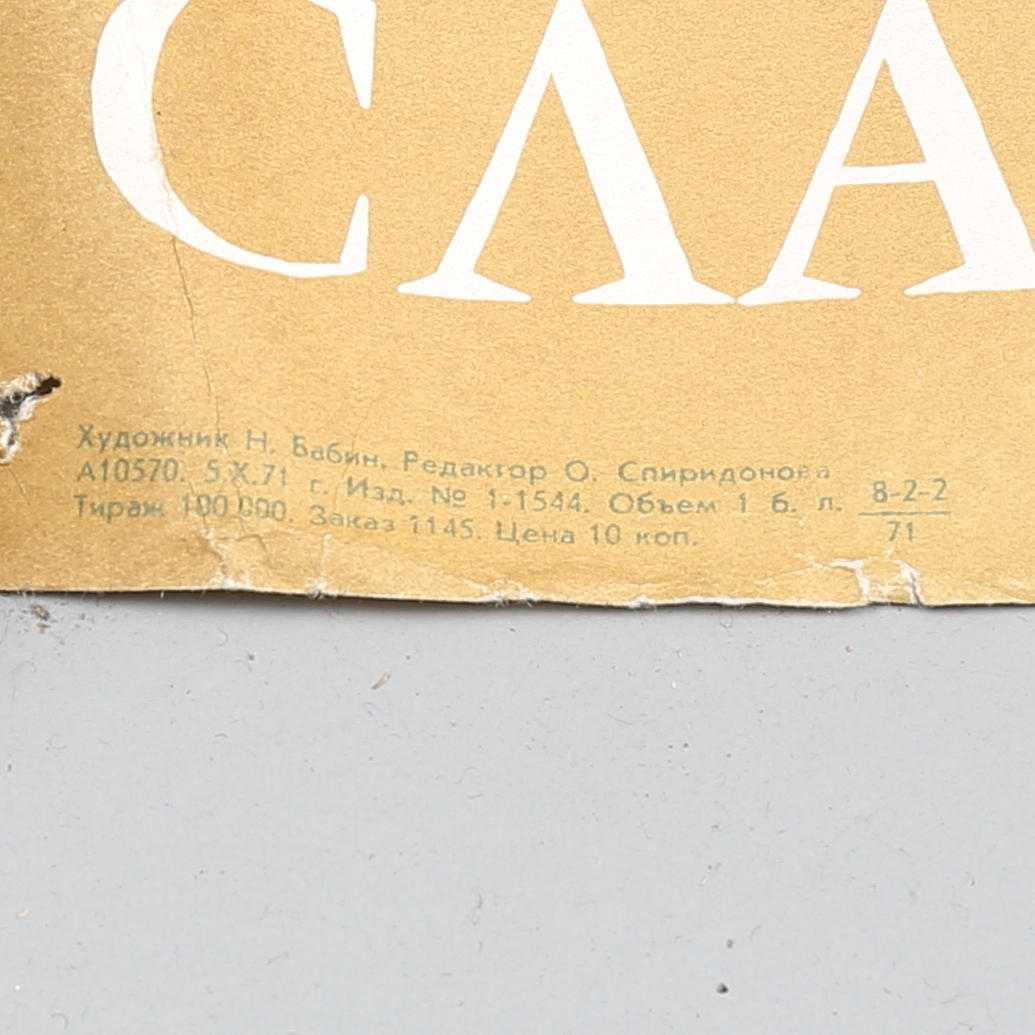 СЛА
Художник Н. Бабин. Редактор О. Спиридонова
А10570. 5.X.71 г. Изд. № 1-1544. Объем 1 б. л. 8-2-2
71
Тираж 100 000. Заказ 1145. Цена 10 коп.